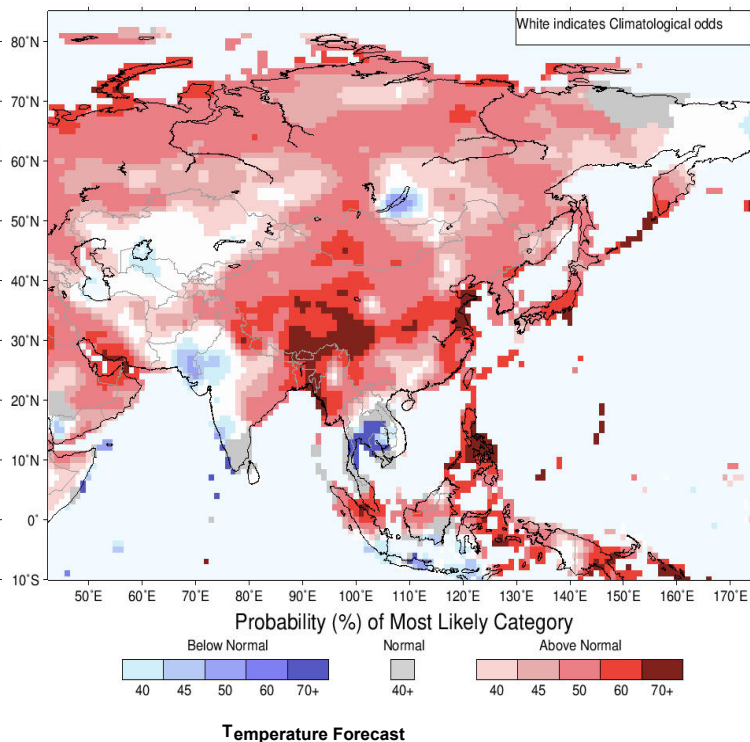 White indicates Climatological odds
80°N
70°N
60°N
50°N
40°N
30°N
20°N
10°N
0°
10°S
50°E 60°E 70°E 80°E 90°E 100°E 110°E 120°E 130°E 140°E 150°E 160°E 170°E
Probability (%) of Most Likely Category
Below Normal Normal Above Normal
40 45 50 60 70+ 40+ 40 45 50 60 70+
Temperature Forecast